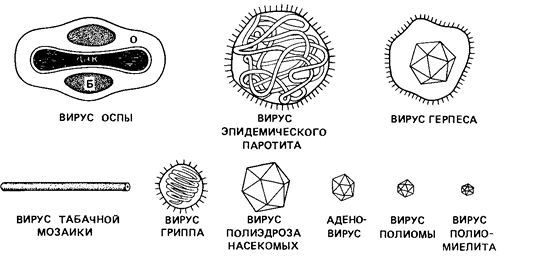 О
ДНК
Б
ВИРУС ОСПЫ
ВИРУС
ЭПИДЕМИЧЕСКОГО
ПАРОТИТА
ВИРУС ГЕРПЕСА
ВИРУС ТАБАЧНОЙ
МОЗАИКИ
ВИРУС
ГРИППА
ВИРУС
ПОЛИЭДРОЗА
НАСЕКОМЫХ
АДЕНО-
ВИРУС
ВИРУС
ПОЛИОМЫ
ВИРУС
ПОЛИО-
МИЕЛИТА